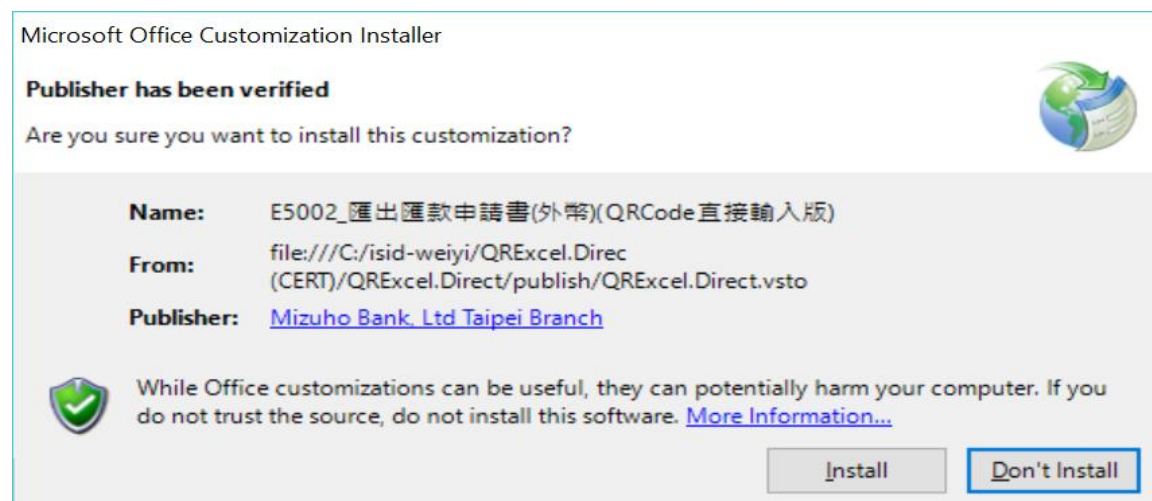 Microsoft Office Customization Installer
Publisher has been verified
Are you sure you want to install this customization?
Name: E5002_匯出匯款申請書(外幣)(QRCode直接輸入版)
From: file:///C:/isid-weiyi/QRExcel.Direc
(CERT)/QRExcel.Direct/publish/QRExcel.Direct.vsto
Publisher: Mizuho Bank, Ltd Taipei Branch
While Office customizations can be useful, they can potentially harm your computer. If you
do not trust the source, do not install this software. More Information...
Install Don't Install